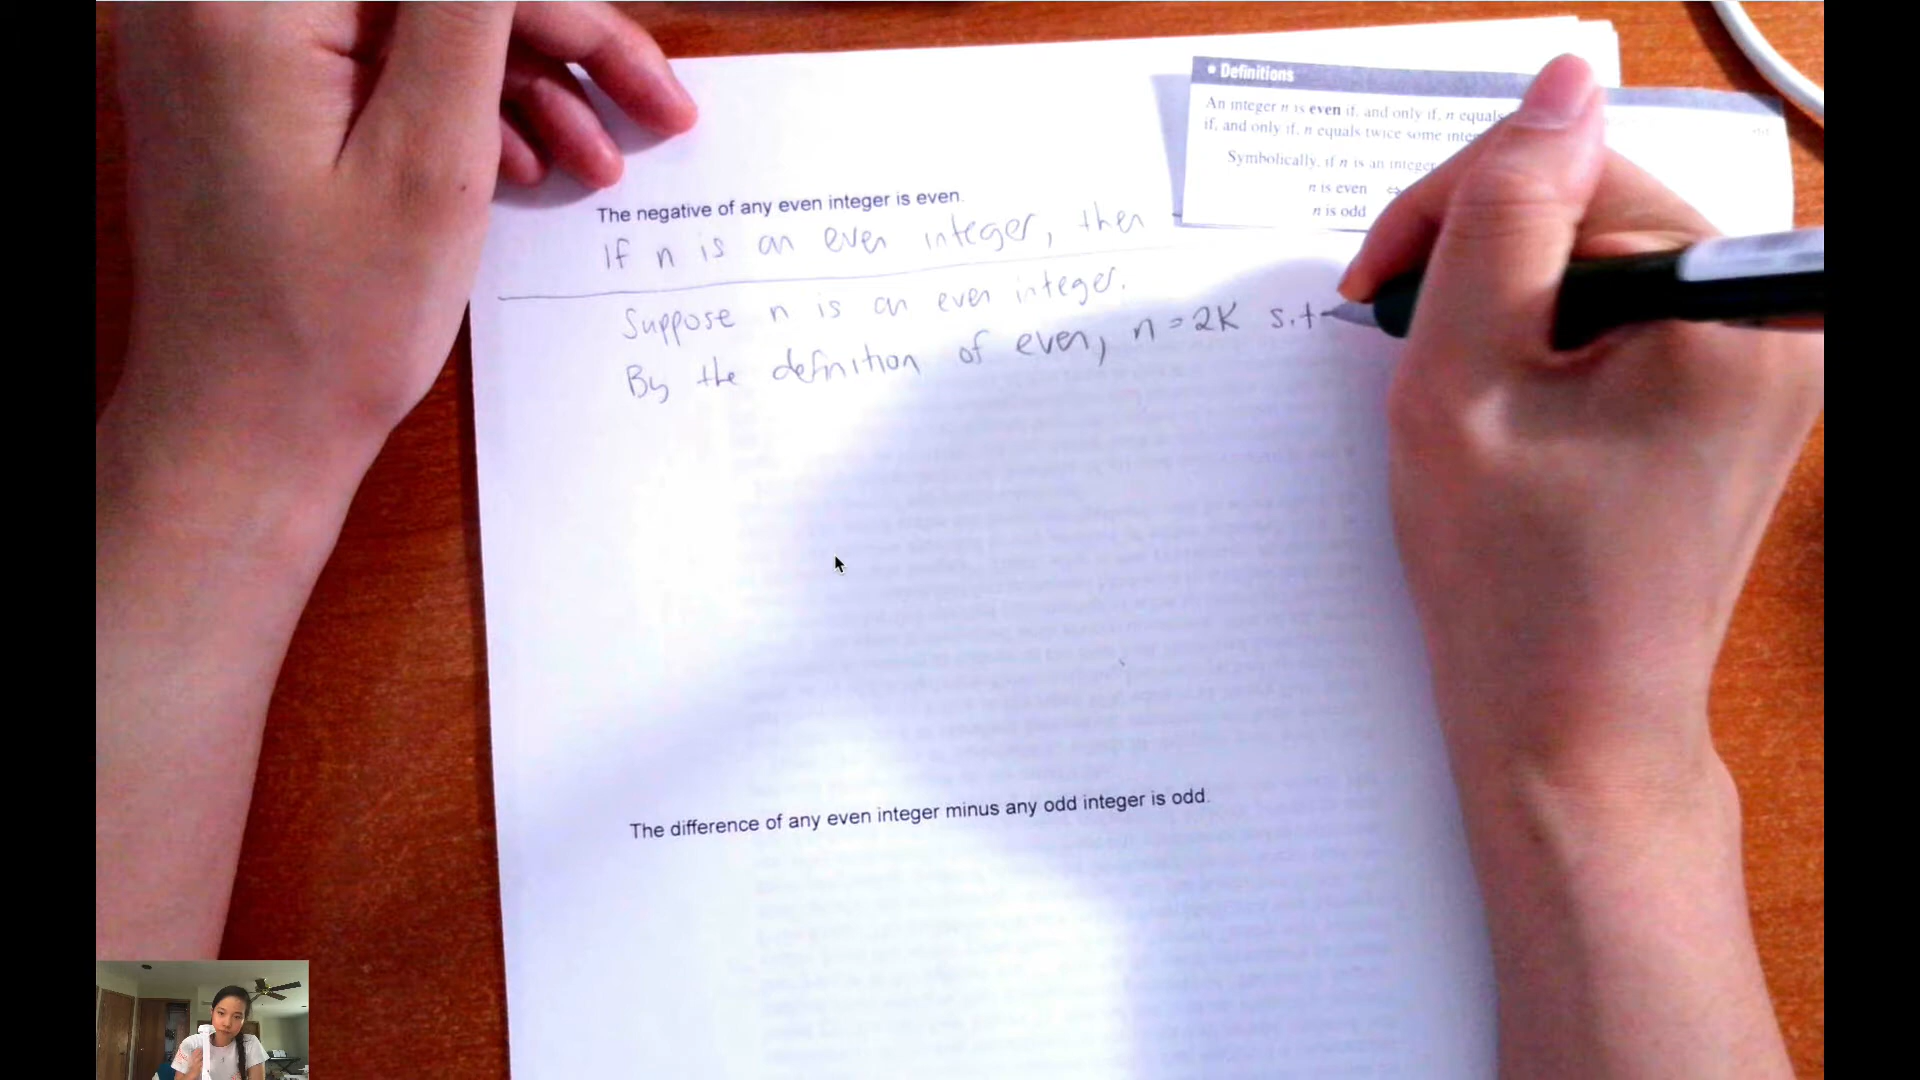 • Definitions
An integer n is even if, and only if, n equals
if, and only if, n equals twice some
Symbolically, if n is an integer
n is even ⇔
n is odd
The negative of any even integer is even.
If n is an even integer, then
Suppose n is an even integer.
By the definition of even, n = 2K s.t
The difference of any even integer minus any odd integer is odd.